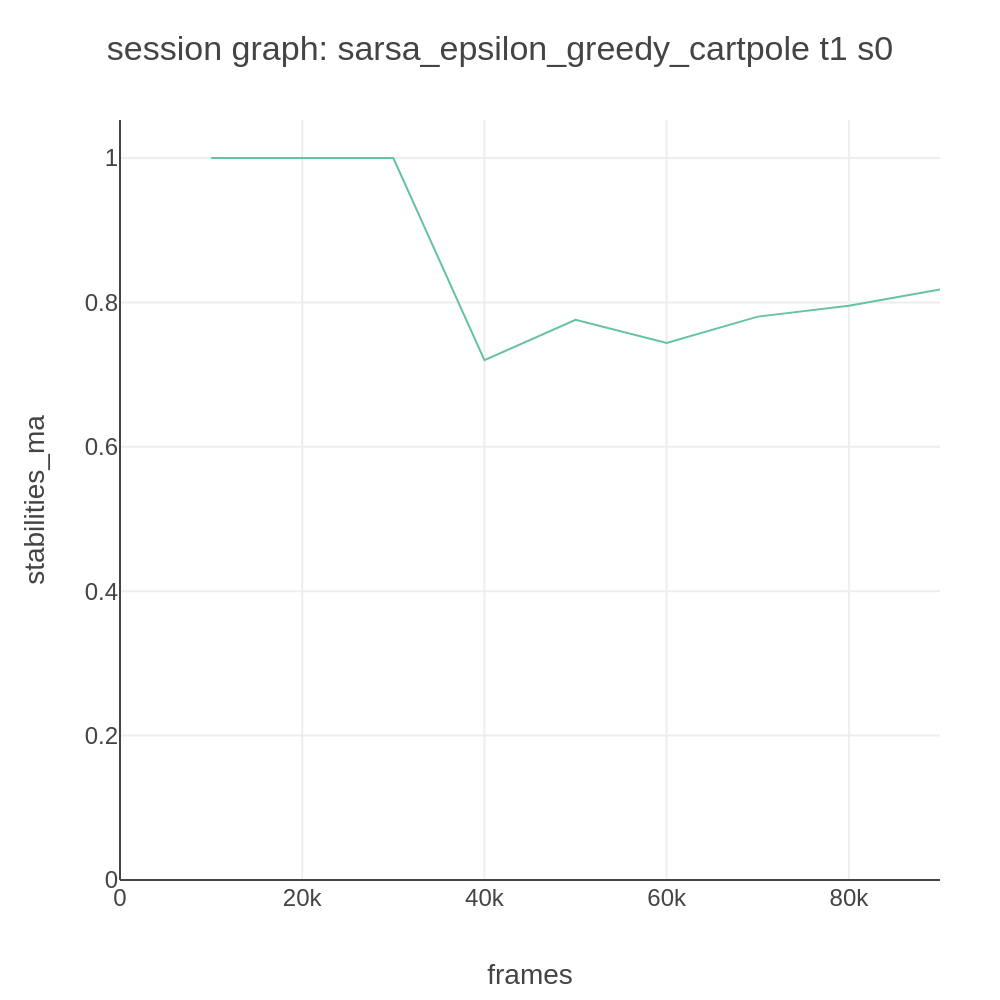 session graph: sarsa_epsilon_greedy_cartpole t1 s0
stabilities_ma
1
0.8
0.6
0.4
0.2
0
0
20k
40k
60k
80k
frames